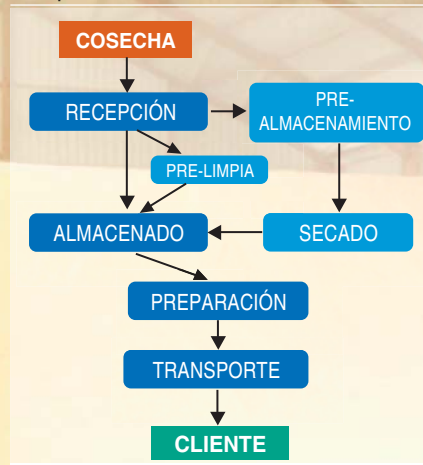 COSECHA
RECEPCIÓN
PRE-
ALMACENAMIENTO
PRE-LIMPIA
ALMACENADO
SECADO
PREPARACIÓN
TRANSPORTE
CLIENTE